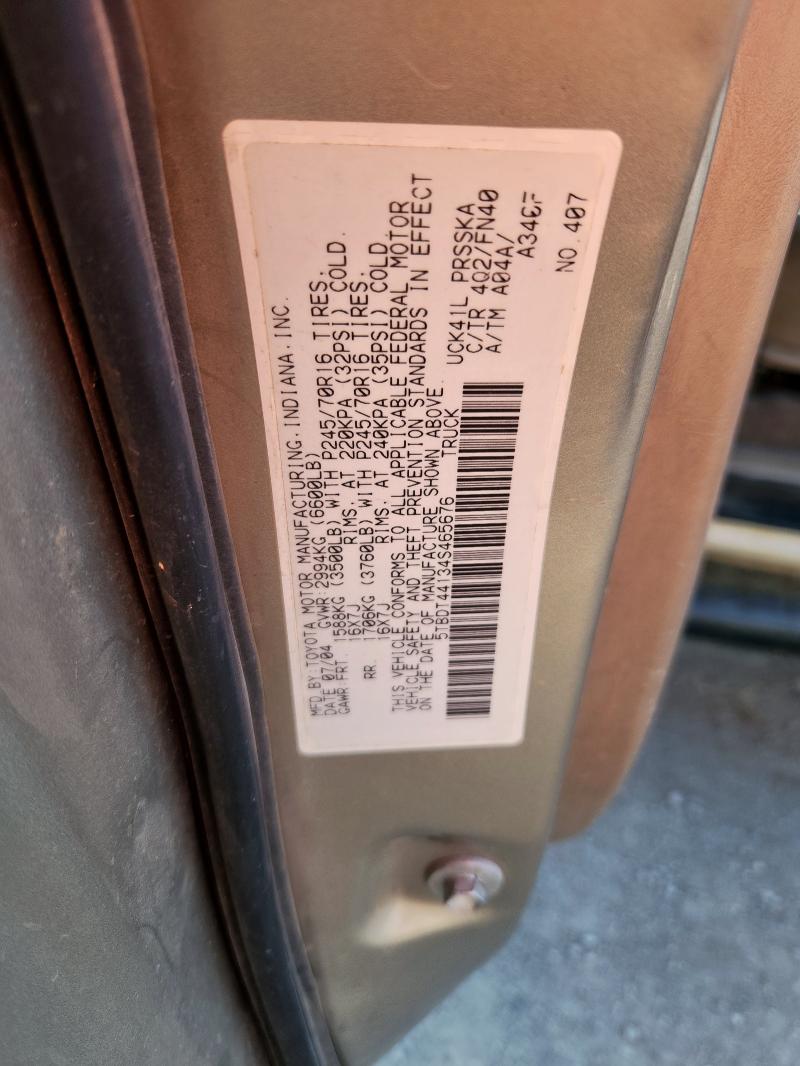 MFD.BY:TOYOTA MOTOR MANUFACTURING.INDIANA.INC.
DATE 07/04 GVWR:2994KG(6600LB)
GAWR:FRT. 1588KG (3500LB) WITH P245/70R16 TIRES.
16X7J RIMS. AT 220KPA (32PSI) COLD.
RR. 1706KG (3760LB) WITH P245/70R16 TIRES.
16X7J RIMS. AT 240KPA (35PSI) COLD.
THIS VEHICLE CONFORMS TO ALL APPLICABLE FEDERAL MOTOR
VEHICLE SAFETY AND THEFT PREVENTION STANDARDS IN EFFECT
ON THE DATE OF MANUFACTURE SHOWN ABOVE.
5TBDT44134S465676 TRUCK
UCK41L PRSSKA
C/TR 4Q2/FN40
A/TM A04A/
A346F
NO.407